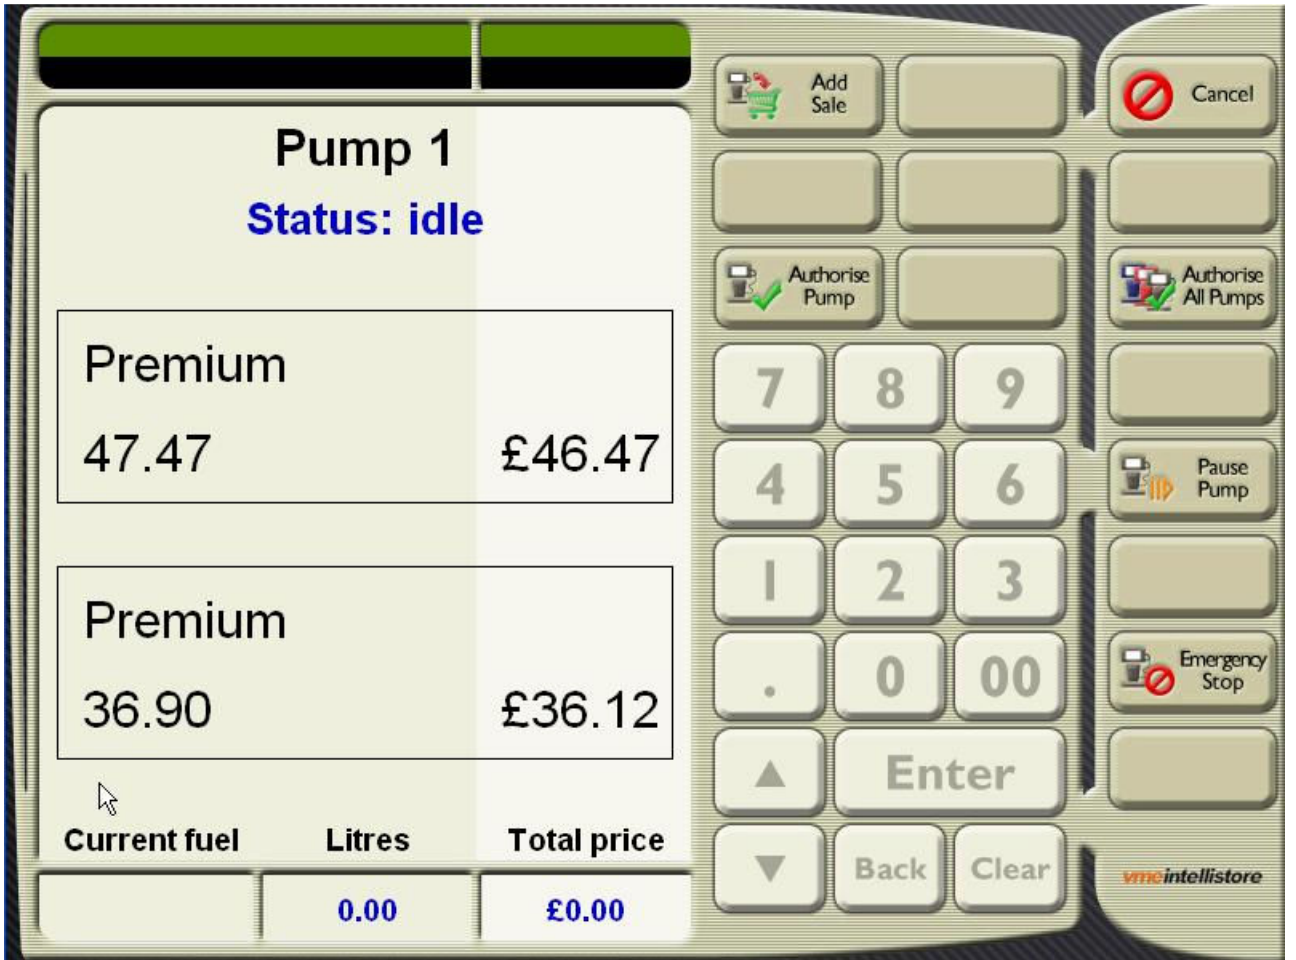 Pump 1
Status: idle
Premium
47.47 £46.47
Premium
36.90 £36.12
Current fuel Litres Total price
0.00 £0.00
Add
Sale
Cancel
Authorise
Pump
Authorise
All Pumps
7 8 9
4 5 6
Pause
Pump
1 2 3
. 0 00
Emergency
Stop
Enter
Back Clear
vmeintellistore